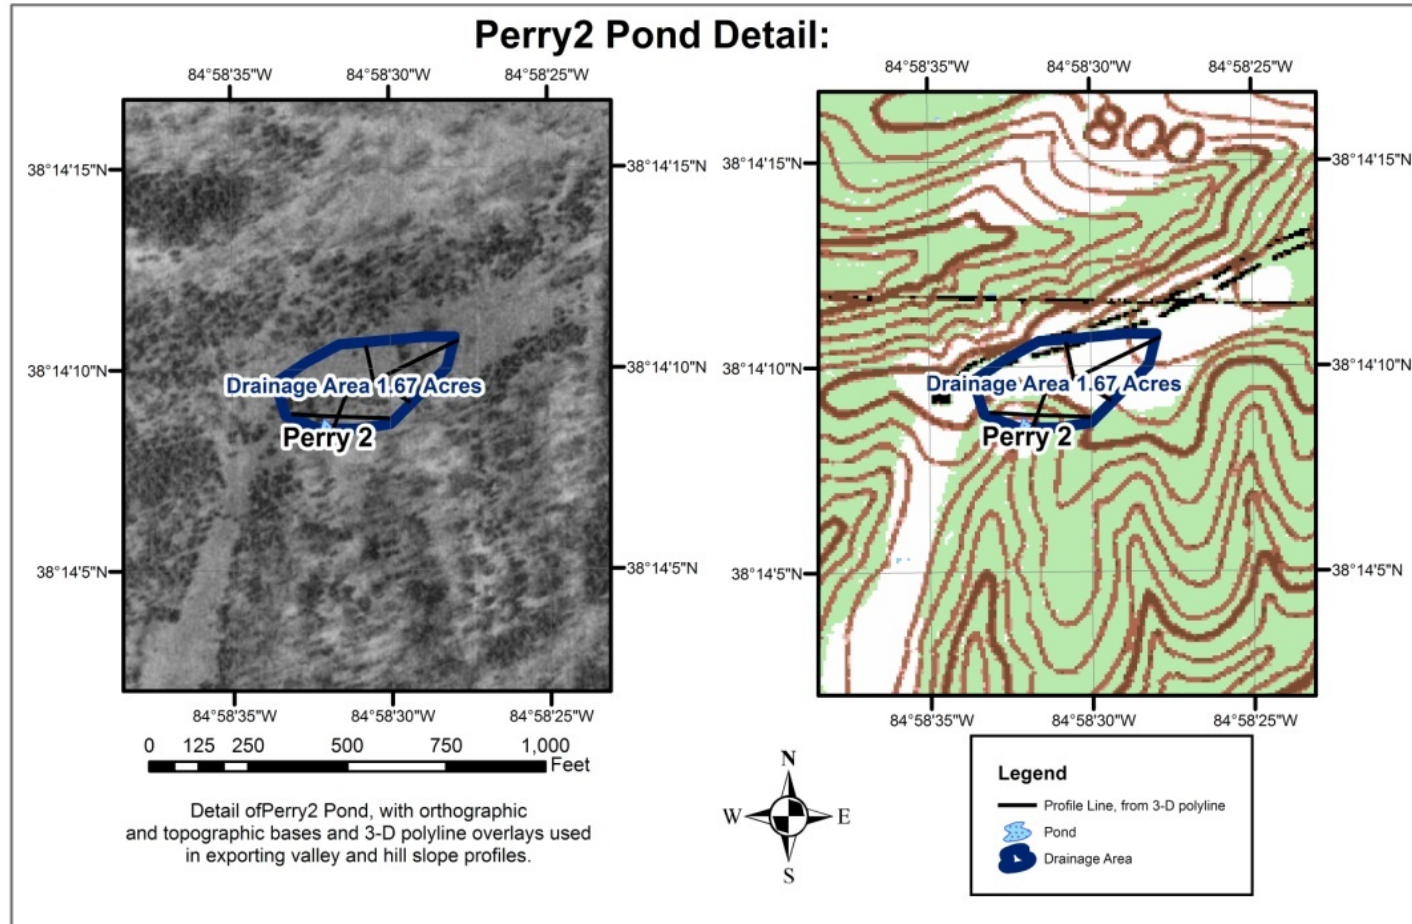 Perry2 Pond Detail:
84°58'35"W 84°58'30"W 84°58'25"W
84°58'35"W 84°58'30"W 84°58'25"W
38°14'15"N 38°14'15"N 38°14'15"N 38°14'15"N
800
38°14'10"N 38°14'10"N 38°14'10"N 38°14'10"N
Drainage Area 1.67 Acres
Drainage Area 1.67 Acres
Perry 2
Perry 2
38°14'5"N 38°14'5"N 38°14'5"N 38°14'5"N
84°58'35"W 84°58'30"W 84°58'25"W
84°58'35"W 84°58'30"W 84°58'25"W
0 125 250 500 750 1,000
Feet
Detail ofPerry2 Pond, with orthographic
and topographic bases and 3-D polyline overlays used
in exporting valley and hill slope profiles.
N
W E
S
Legend
Profile Line, from 3-D polyline
Pond
Drainage Area